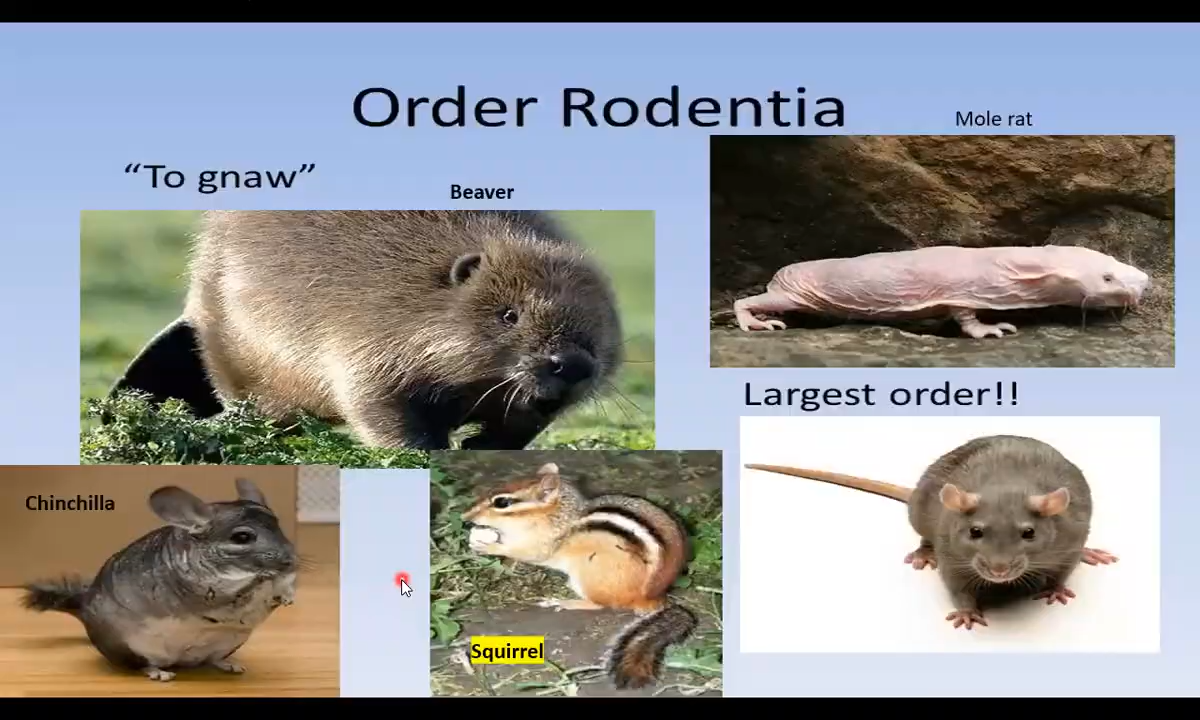 Order Rodentia
Mole rat
“To gnaw”
Beaver
Largest order!!
Chinchilla
Squirrel